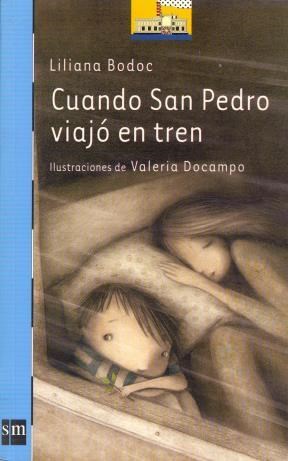 Liliana Bodoc
Cuando San Pedro
viajó en tren
Ilustraciones de Valeria Docampo
sm